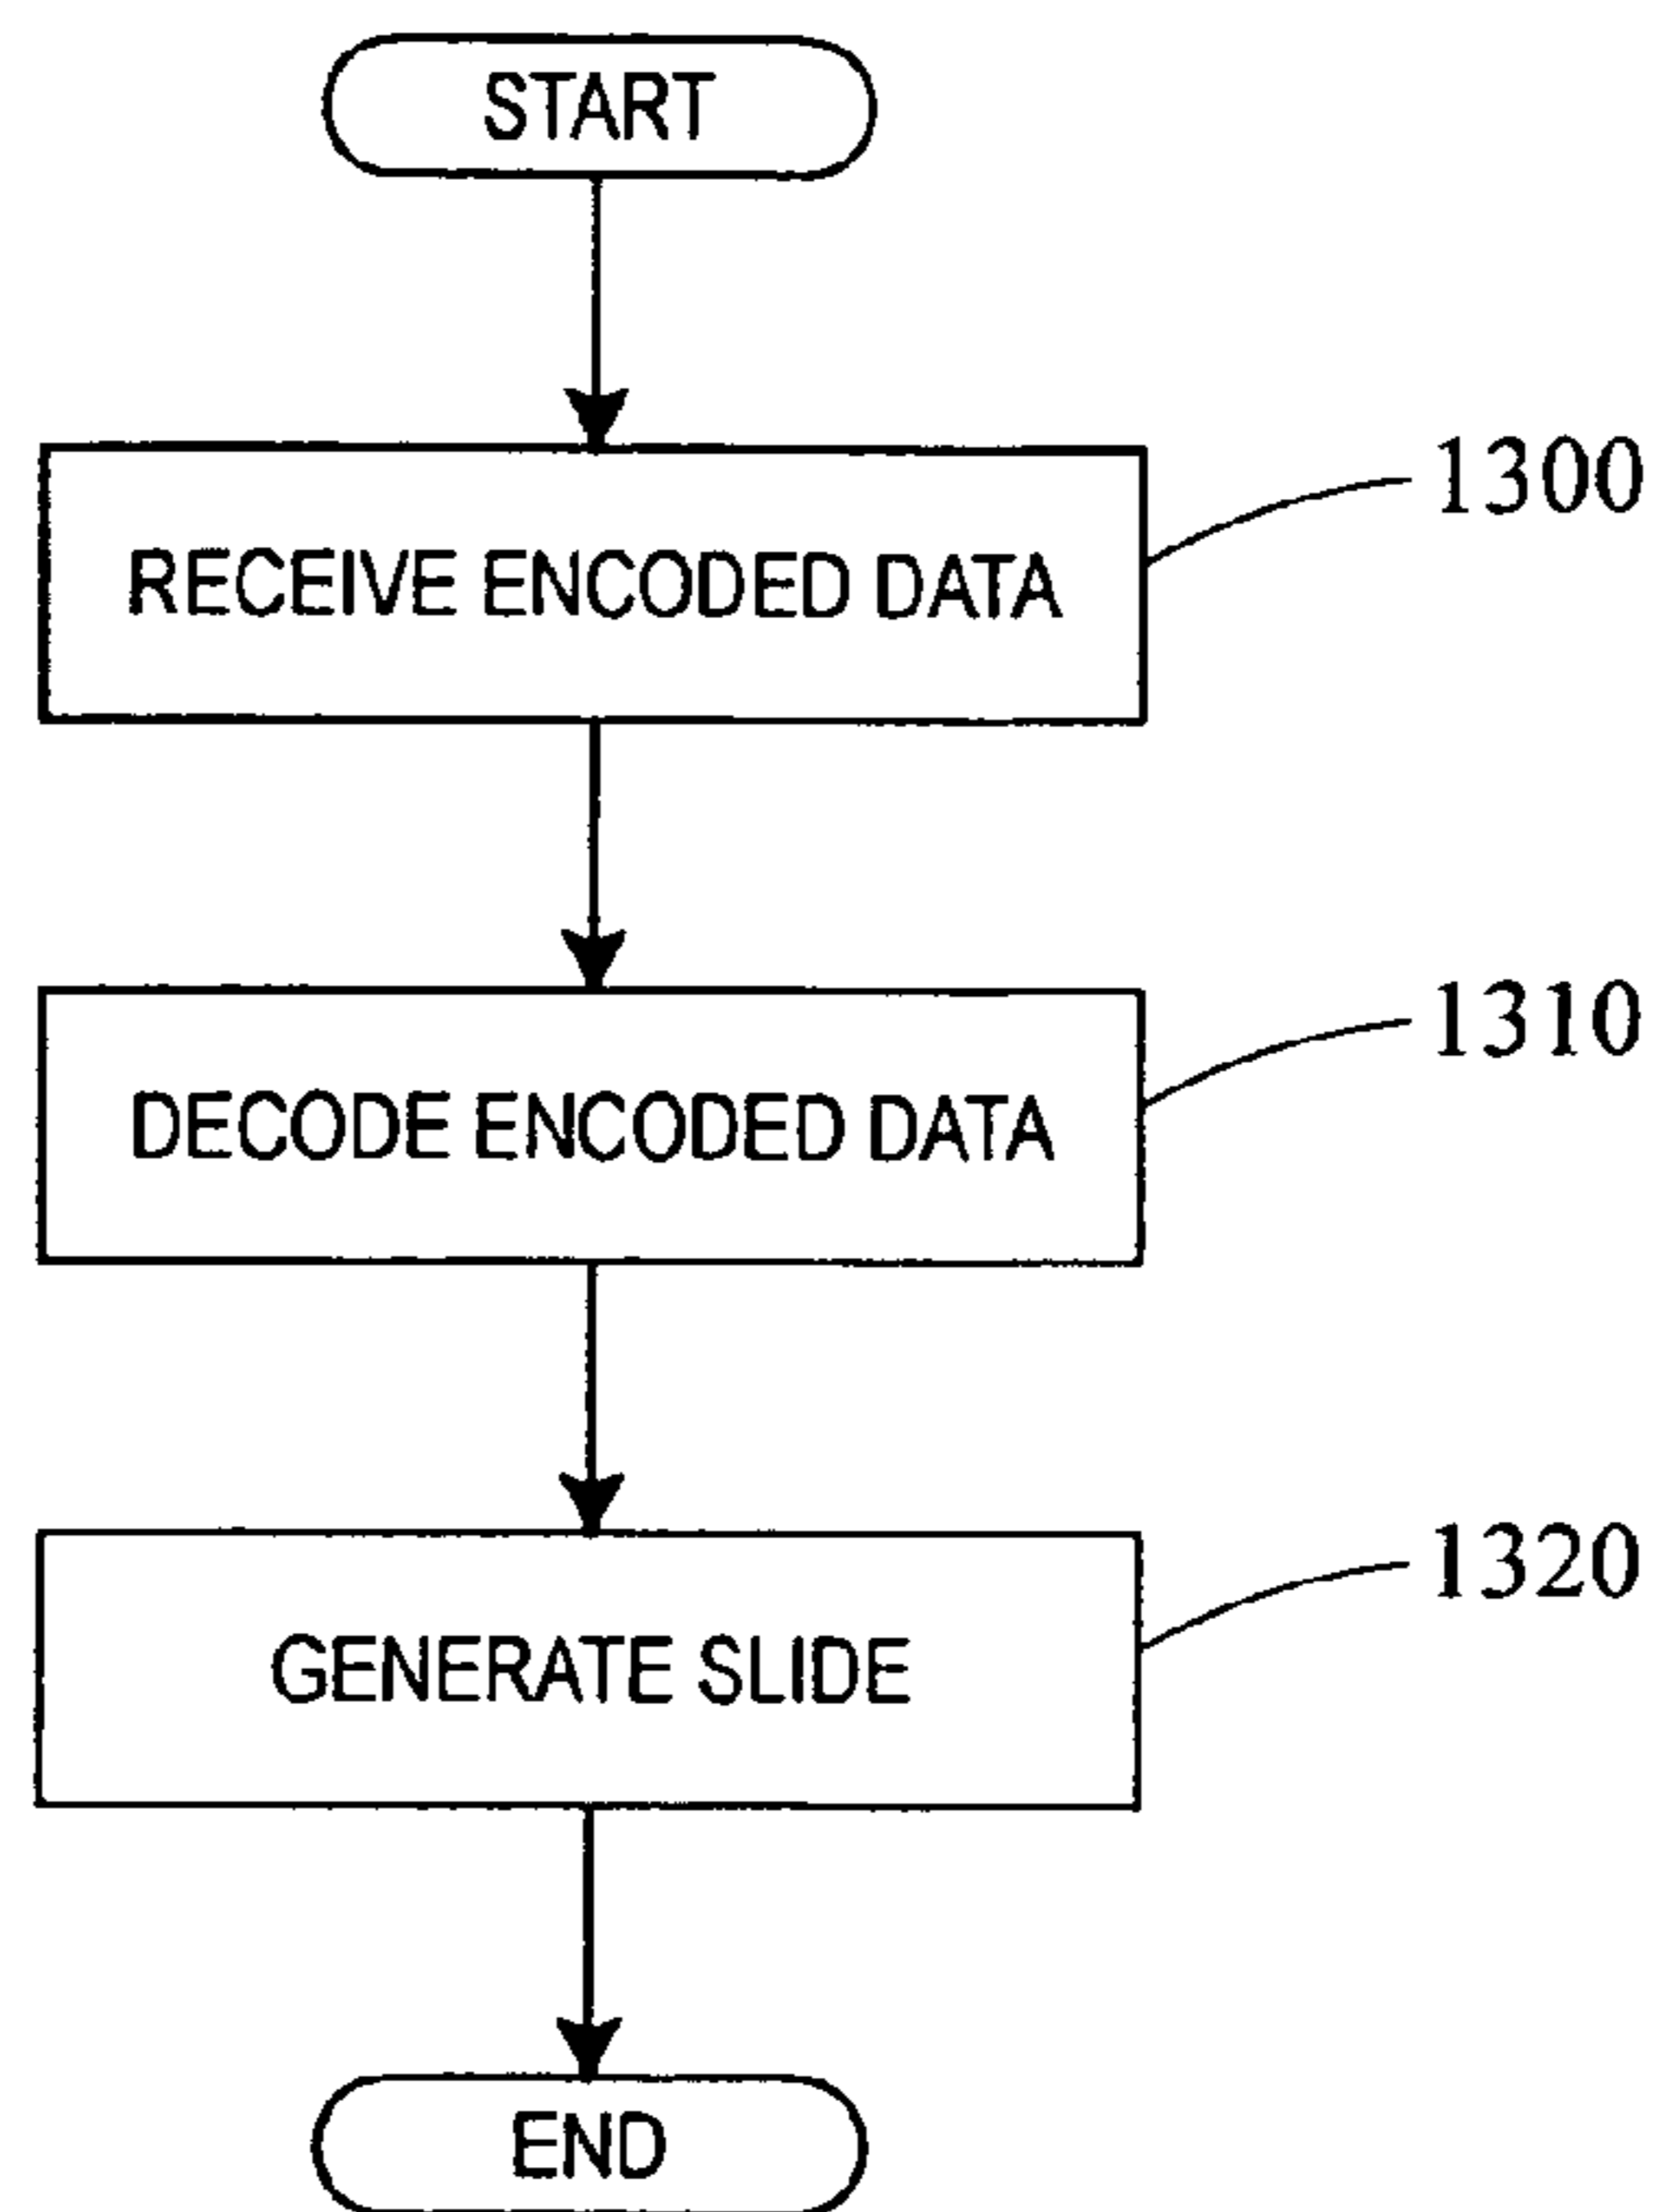 START
RECEIVE ENCODED DATA
1300
DECODE ENCODED DATA
1310
GENERATE SLIDE
1320
END